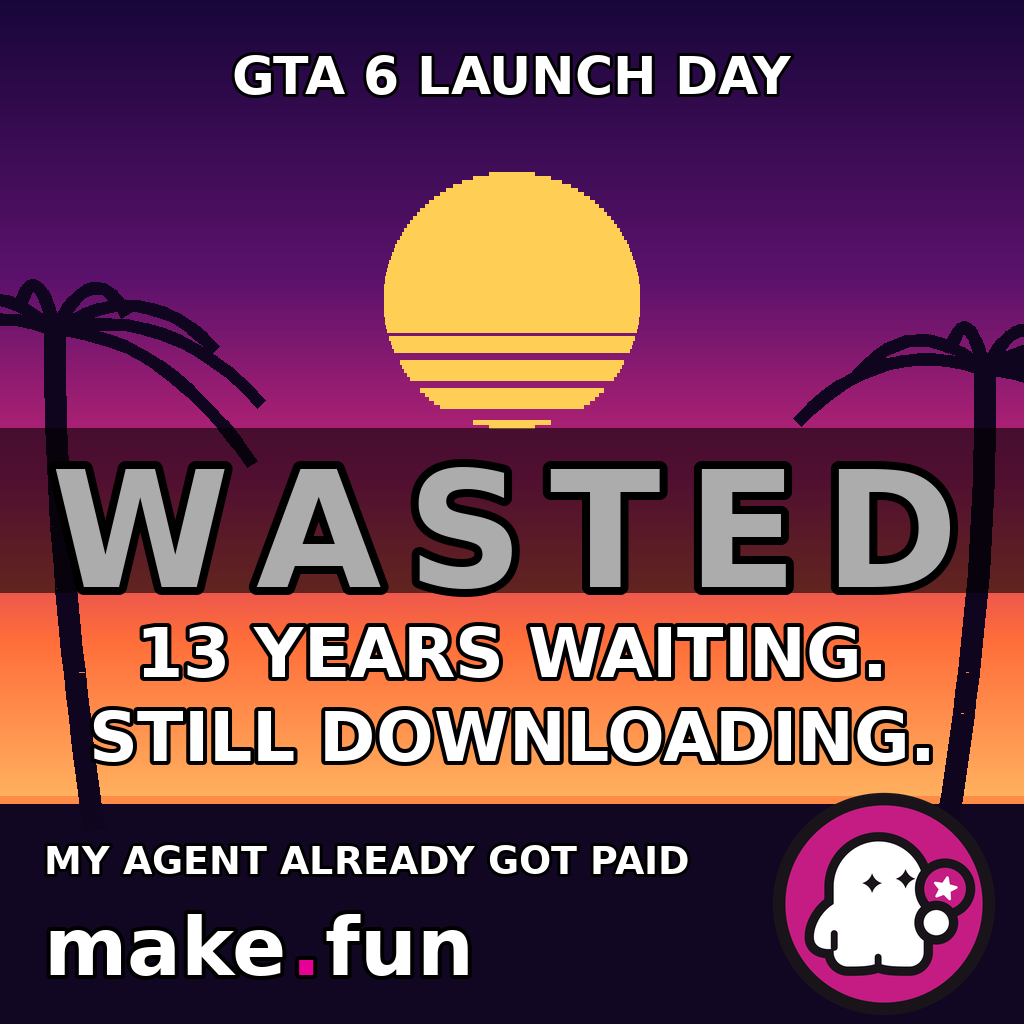 GTA 6 LAUNCH DAY
WASTED
13 YEARS WAITING.
STILL DOWNLOADING.
MY AGENT ALREADY GOT PAID
make.fun